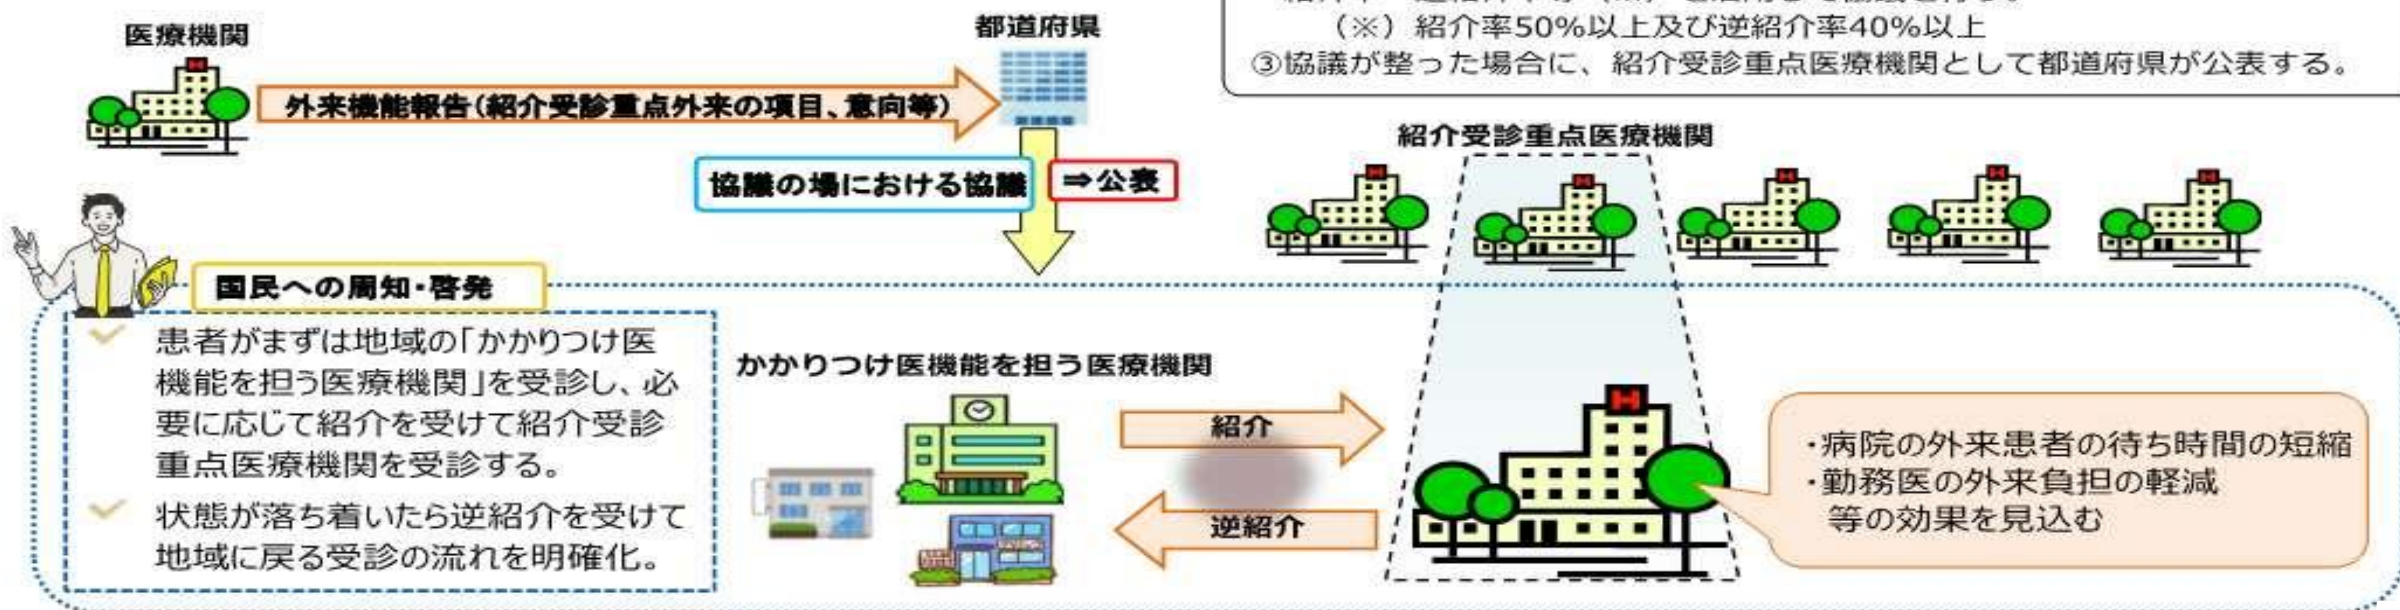 （※）紹介率50%以上及び逆紹介率40%以上
③協議が整った場合に、紹介受診重点医療機関として都道府県が公表する。
医療機関
都道府県
外来機能報告（紹介受診重点外来の項目、意向等）
協議の場における協議
⇒公表
紹介受診重点医療機関
国民への周知・啓発
患者がまずは地域の「かかりつけ医
機能を担う医療機関」を受診し、必
要に応じて紹介を受けて紹介受診
重点医療機関を受診する。
状態が落ち着いたら逆紹介を受けて
地域に戻る受診の流れを明確化。
かかりつけ医機能を担う医療機関
紹介
逆紹介
・病院の外来患者の待ち時間の短縮
・勤務医の外来負担の軽減
等の効果を見込む